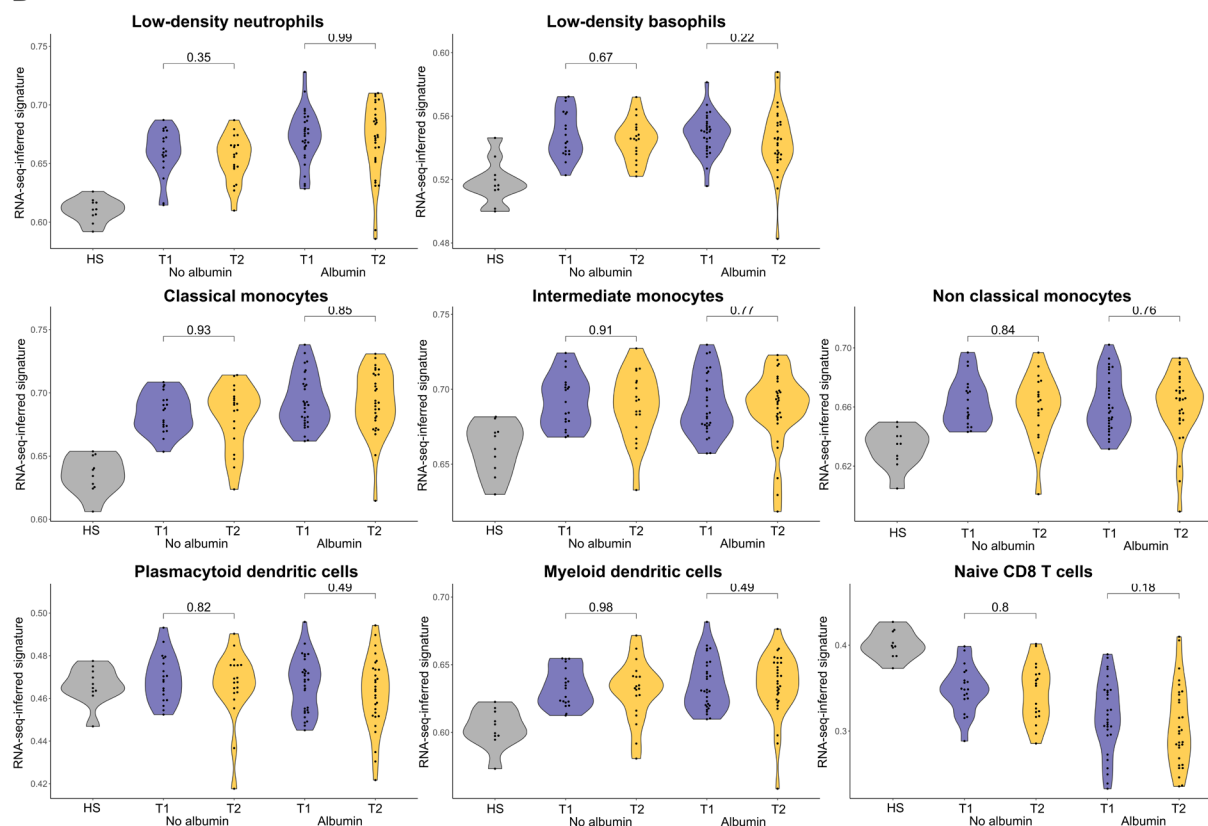 Low-density neutrophils
RNA-seq-inferred signature
0.75
0.70
0.65
0.60
0.35
0.99
HS
T1
T2
T1
T2
No albumin
Albumin
Low-density basophils
RNA-seq-inferred signature
0.60
0.56
0.52
0.48
0.67
0.22
HS
T1
T2
T1
T2
No albumin
Albumin
Classical monocytes
RNA-seq-inferred signature
0.75
0.70
0.65
0.60
0.93
0.85
HS
T1
T2
T1
T2
No albumin
Albumin
Intermediate monocytes
RNA-seq-inferred signature
0.75
0.70
0.65
0.91
0.77
HS
T1
T2
T1
T2
No albumin
Albumin
Non classical monocytes
RNA-seq-inferred signature
0.70
0.66
0.62
0.84
0.76
HS
T1
T2
T1
T2
No albumin
Albumin
Plasmacytoid dendritic cells
RNA-seq-inferred signature
0.50
0.48
0.46
0.44
0.42
0.82
0.49
HS
T1
T2
T1
T2
No albumin
Albumin
Myeloid dendritic cells
RNA-seq-inferred signature
0.70
0.65
0.60
0.98
0.49
HS
T1
T2
T1
T2
No albumin
Albumin
Naive CD8 T cells
RNA-seq-inferred signature
0.4
0.3
0.8
0.18
HS
T1
T2
T1
T2
No albumin
Albumin